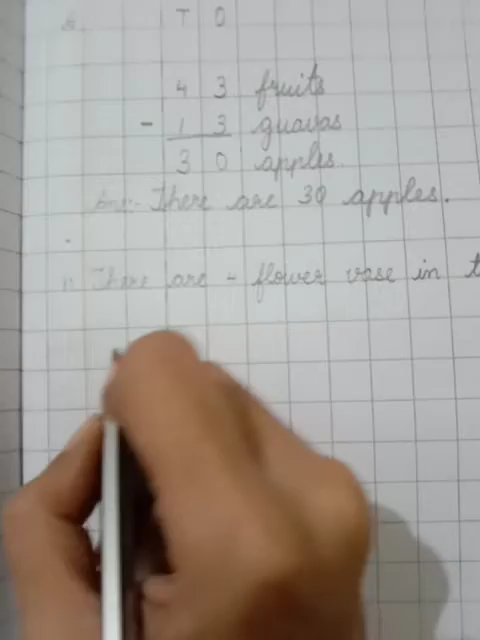 T O
4 3 fruits
- 1 3 guavas
3 0 apples
Ans:- There are 30 apples.
There are - flower vase in